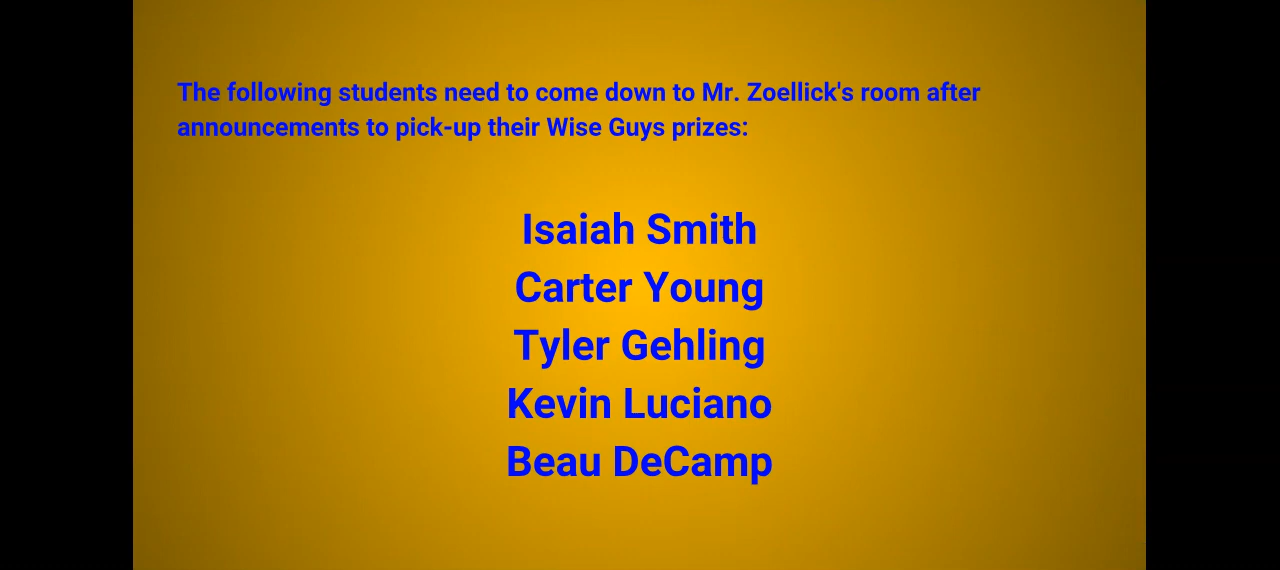 The following students need to come down to Mr. Zoellick's room after
announcements to pick-up their Wise Guys prizes:
Isaiah Smith
Carter Young
Tyler Gehling
Kevin Luciano
Beau DeCamp